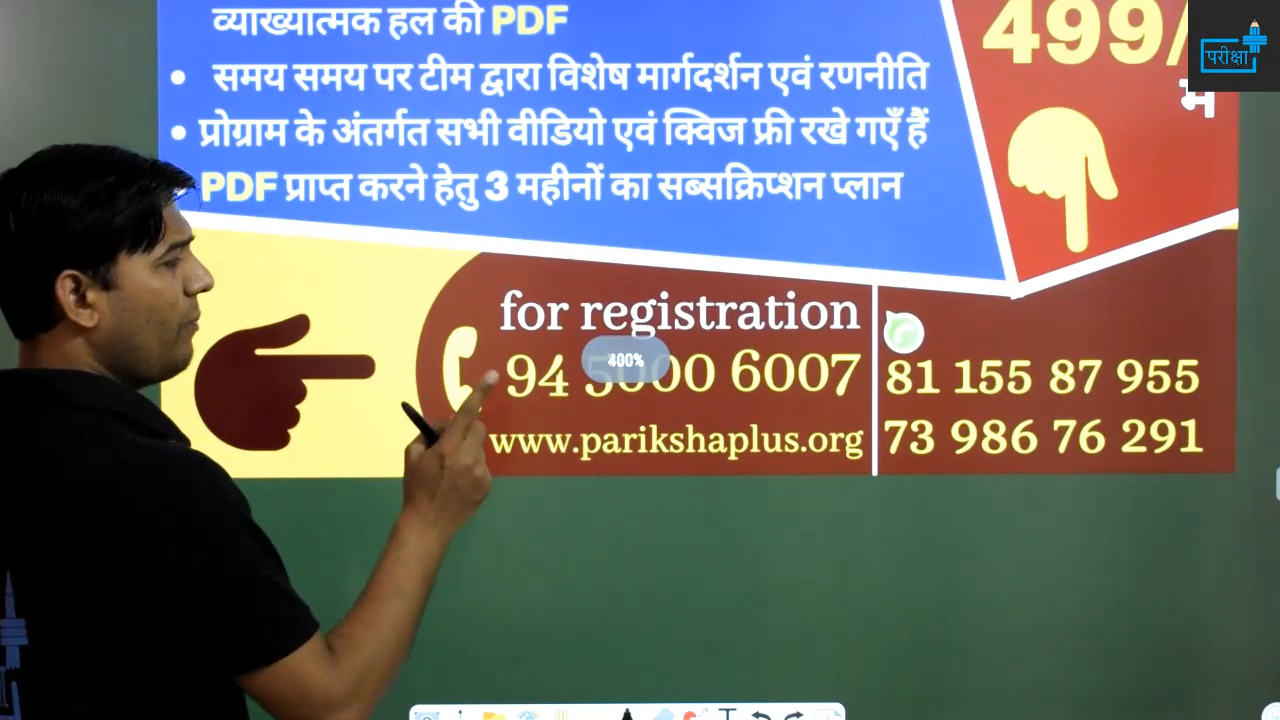 व्याख्यात्मक हल की PDF
• समय समय पर टीम द्वारा विशेष मार्गदर्शन एवं रणनीति
• प्रोग्राम के अंतर्गत सभी वीडियो एवं क्विज फ्री रखे गएँ हैं
PDF प्राप्त करने हेतु 3 महीनों का सब्सक्रिप्शन प्लान
499/
में
परीक्षा
for registration
94 5000 6007
400%
www.parikshaplus.org
81 155 87 955
73 986 76 291